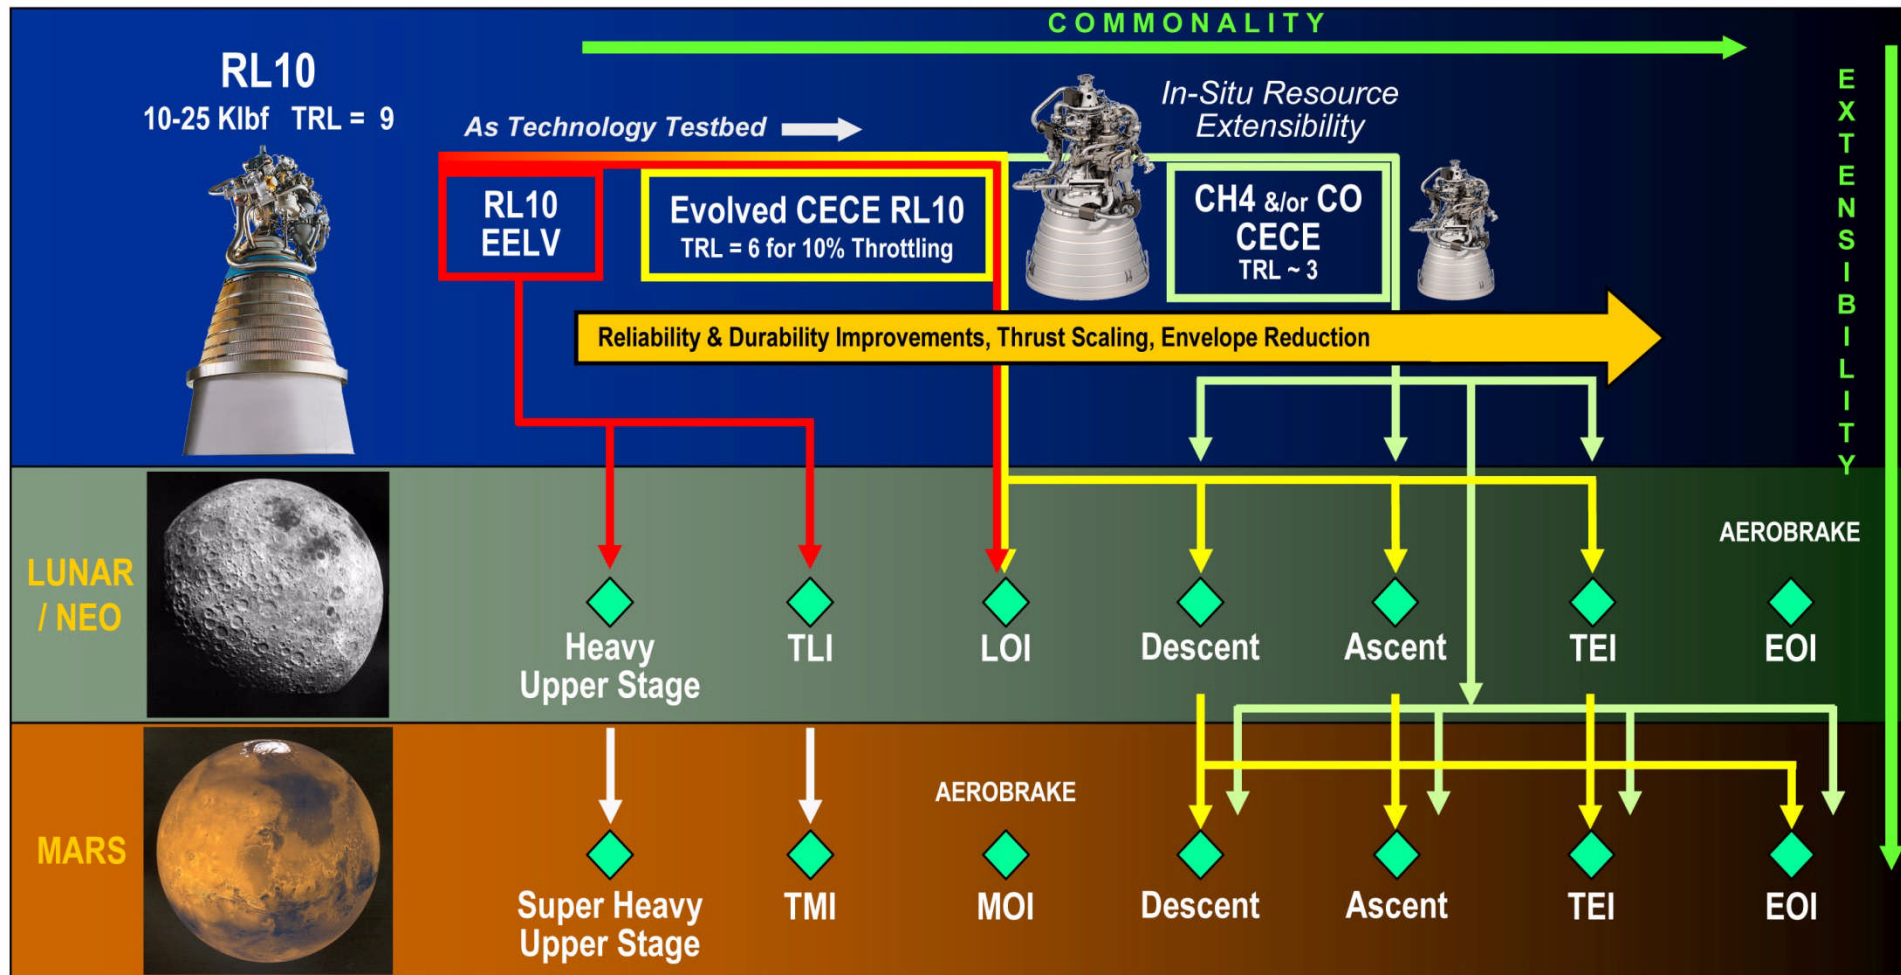 COMMONALITY
EXTENSIBILITY
RL10
10-25 Klbf TRL = 9
As Technology Testbed
In-Situ Resource
Extensibility
RL10
EELV
Evolved CECE RL10
TRL = 6 for 10% Throttling
CH4 &/or CO
CECE
TRL ~ 3
Reliability & Durability Improvements, Thrust Scaling, Envelope Reduction
LUNAR
/ NEO
AEROBRAKE
Heavy
Upper Stage
TLI
LOI
Descent
Ascent
TEI
EOI
MARS
AEROBRAKE
Super Heavy
Upper Stage
TMI
MOI
Descent
Ascent
TEI
EOI